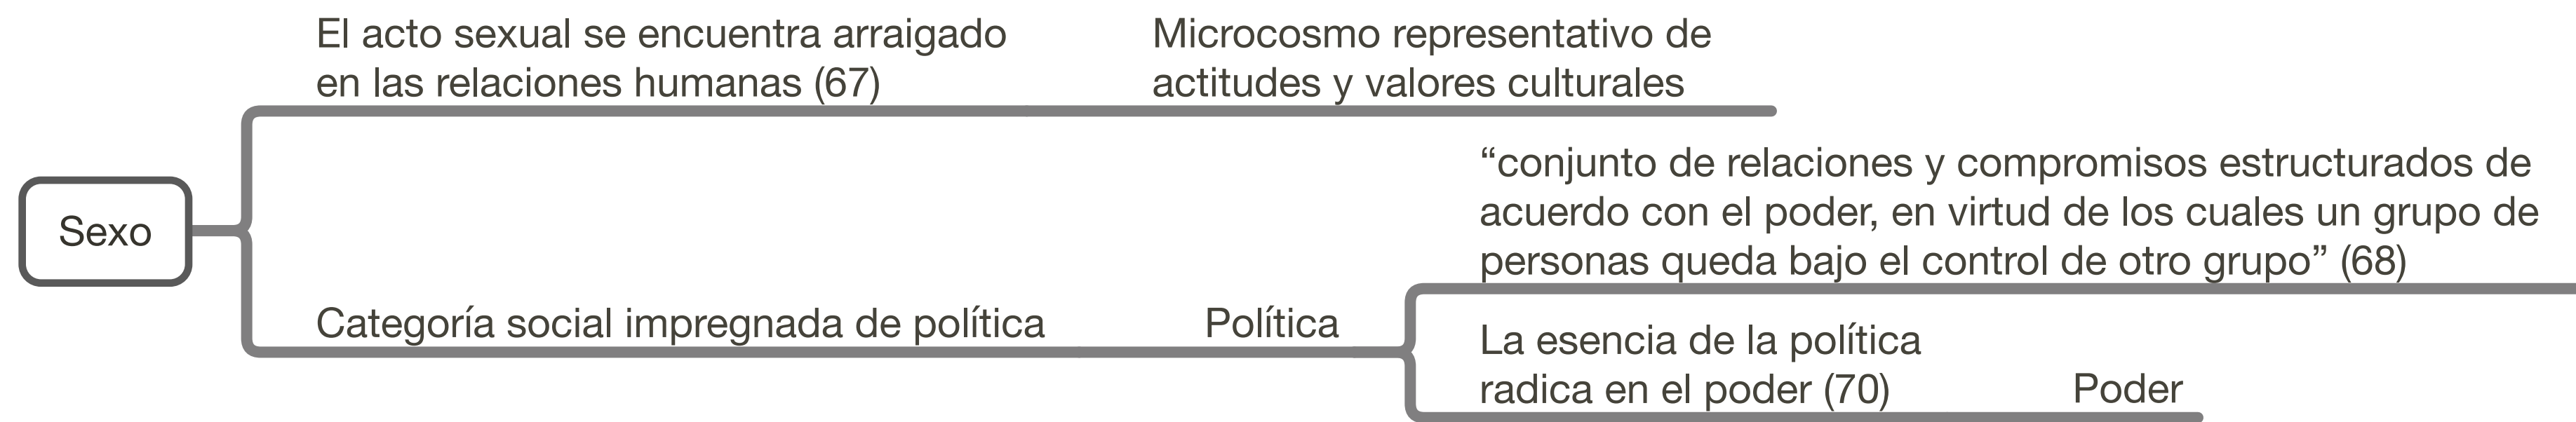 Sexo
El acto sexual se encuentra arraigado
en las relaciones humanas (67)
Microcosmo representativo de
actitudes y valores culturales
Categoría social impregnada de política
Política
“conjunto de relaciones y compromisos estructurados de
acuerdo con el poder, en virtud de los cuales un grupo de
personas queda bajo el control de otro grupo” (68)
La esencia de la política
radica en el poder (70)
Poder